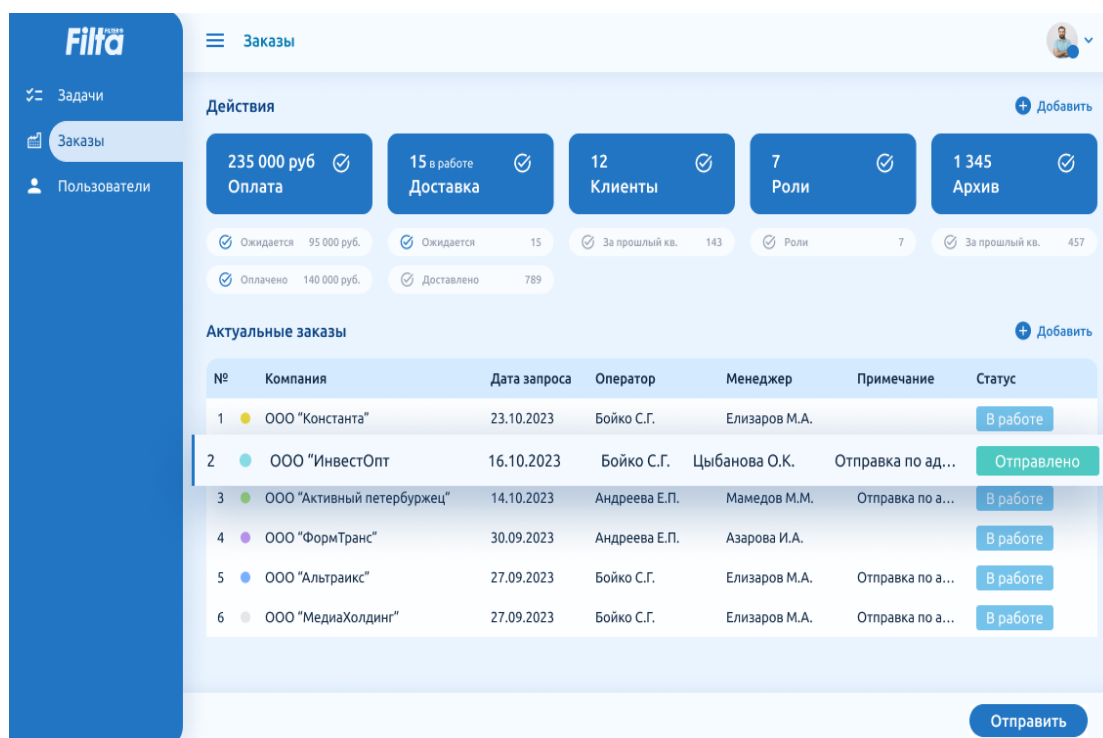 Filta
Заказы
Задачи
Заказы
Пользователи
Действия
Добавить
235 000 руб
Оплата
15 в работе
Доставка
12
Клиенты
7
Роли
1 345
Архив
Ожидается 95 000 руб.
Ожидается 15
За прошлый кв. 143
Роли 7
За прошлый кв. 457
Оплачено 140 000 руб.
Доставлено 789
Актуальные заказы
Добавить
№ Компания Дата запроса Оператор Менеджер Примечание Статус
1 ООО “Константа” 23.10.2023 Бойко С.Г. Елизаров М.А. В работе
2 ООО “ИнвестОпт 16.10.2023 Бойко С.Г. Цыбанова О.К. Отправка по ад... Отправлено
3 ООО “Активный петербуржец” 14.10.2023 Андреева Е.П. Мамедов М.М. Отправка по а... В работе
4 ООО “ФормТранс” 30.09.2023 Андреева Е.П. Азарова И.А. В работе
5 ООО “Альтраикс” 27.09.2023 Бойко С.Г. Елизаров М.А. Отправка по а... В работе
6 ООО “МедиаХолдинг” 27.09.2023 Бойко С.Г. Елизаров М.А. Отправка по а... В работе
Отправить